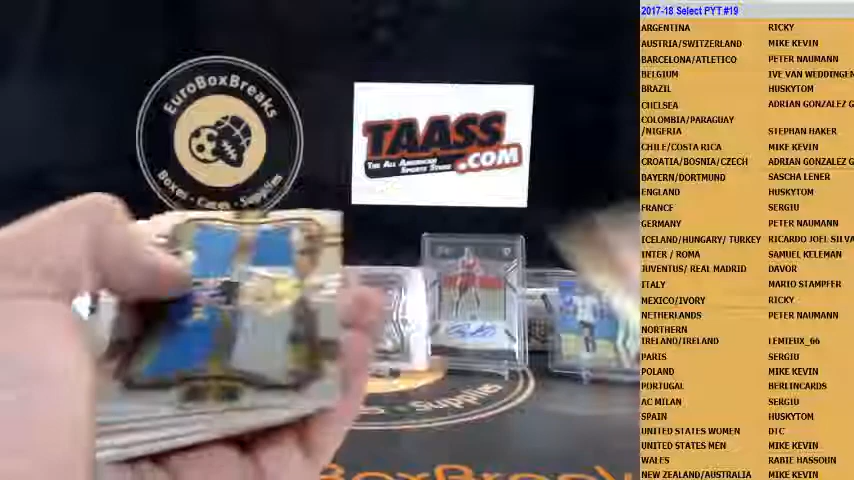 EuroBoxBreaks
Boxes • Cases • Supplies
TAASS
THE ALL AMERICAN
SPORTS STORE
.COM
Supplies
2017-18 Select PYT #19
ARGENTINA RICKY
AUSTRIA/SWITZERLAND MIKE KEVIN
BARCELONA/ATLETICO PETER NAUMANN
BELGIUM IVE VAN WEDDINGEN
BRAZIL HUSKYTOM
CHELSEA ADRIAN GONZALEZ G
COLOMBIA/PARAGUAY
/NIGERIA STEPHAN HAKER
CHILE/COSTA RICA MIKE KEVIN
CROATIA/BOSNIA/CZECH ADRIAN GONZALEZ G
BAYERN/DORTMUND SASCHA LENER
ENGLAND HUSKYTOM
FRANCE SERGIU
GERMANY PETER NAUMANN
ICELAND/HUNGARY/ TURKEY RICARDO JOEL SILVA
INTER / ROMA SAMUEL KELEMAN
JUVENTUS/ REAL MADRID DAVOR
ITALY MARIO STAMPFER
MEXICO/IVORY RICKY
NETHERLANDS PETER NAUMANN
NORTHERN
IRELAND/IRELAND LEMIEUX_66
PARIS SERGIU
POLAND MIKE KEVIN
PORTUGAL BERLINCARDS
AC MILAN SERGIU
SPAIN HUSKYTOM
UNITED STATES WOMEN DTC
UNITED STATES MEN MIKE KEVIN
WALES RABIE HASSOUN
NEW ZEALAND/AUSTRALIA MIKE KEVIN